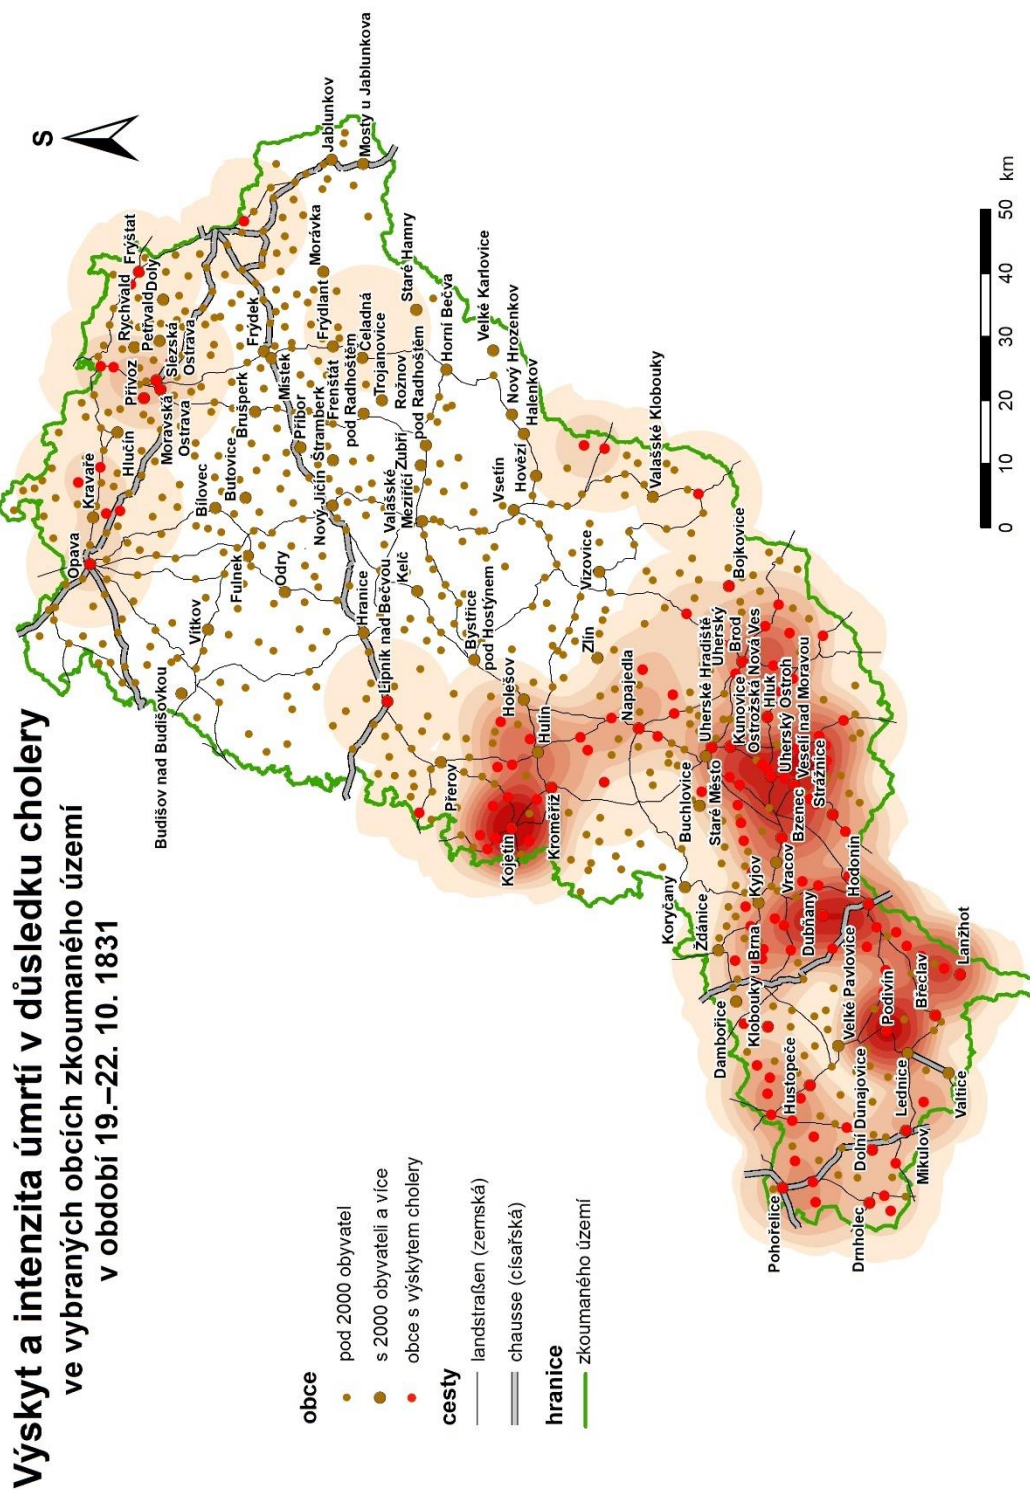 Výskyt a intenzita úmrtí v důsledku cholery
ve vybraných obcích zkoumaného území
v období 19.–22. 10. 1831
S
obce
pod 2000 obyvatel
s 2000 obyvateli a více
obce s výskytem cholery
cesty
landstraßen (zemská)
chausse (císařská)
hranice
zkoumaného území
Opava
Kravaře
Hlučín
Přívoz
Rychvald
Petřvald
Doly
Fryštat
Slezská
Ostrava
Moravská
Ostrava
Budišov nad Budišovkou
Vítkov
Bílovec
Butovice
Fulnek
Odry
Brušperk
Frýdek
Místek
Příbor
Štramberk
Nový Jičín
Frenštát
pod Radhoštěm
Frýdlant
Morávka
Čeladná
Trojanovice
Staré Hamry
Jablunkov
Mosty u Jablunkova
Hranice
Lipník nad Bečvou
Kelč
Valašské
Meziříčí
Zubří
Rožnov
pod Radhoštěm
Horní Bečva
Velké Karlovice
Nový Hrozenkov
Halenkov
Hovězí
Vsetín
Bystřice
pod Hostýnem
Přerov
Holešov
Hulín
Kojetín
Kroměříž
Zlín
Vizovice
Valašské Klobouky
Napajedla
Bojkovice
Uherské Hradiště
Uherský
Brod
Kunovice
Ostrožská Nová Ves
Hluk
Uherský Ostroh
Veselí nad Moravou
Strážnice
Bzenec
Staré Město
Buchlovice
Koryčany
Ždánice
Kyjov
Vracov
Dubňany
Hodonín
Dambořice
Klobouky u Brna
Velké Pavlovice
Hustopeče
Podivín
Břeclav
Lanžhot
Lednice
Valtice
Dolní Dunajovice
Mikulov
Pohořelice
Drnholec
0 10 20 30 40 50
km